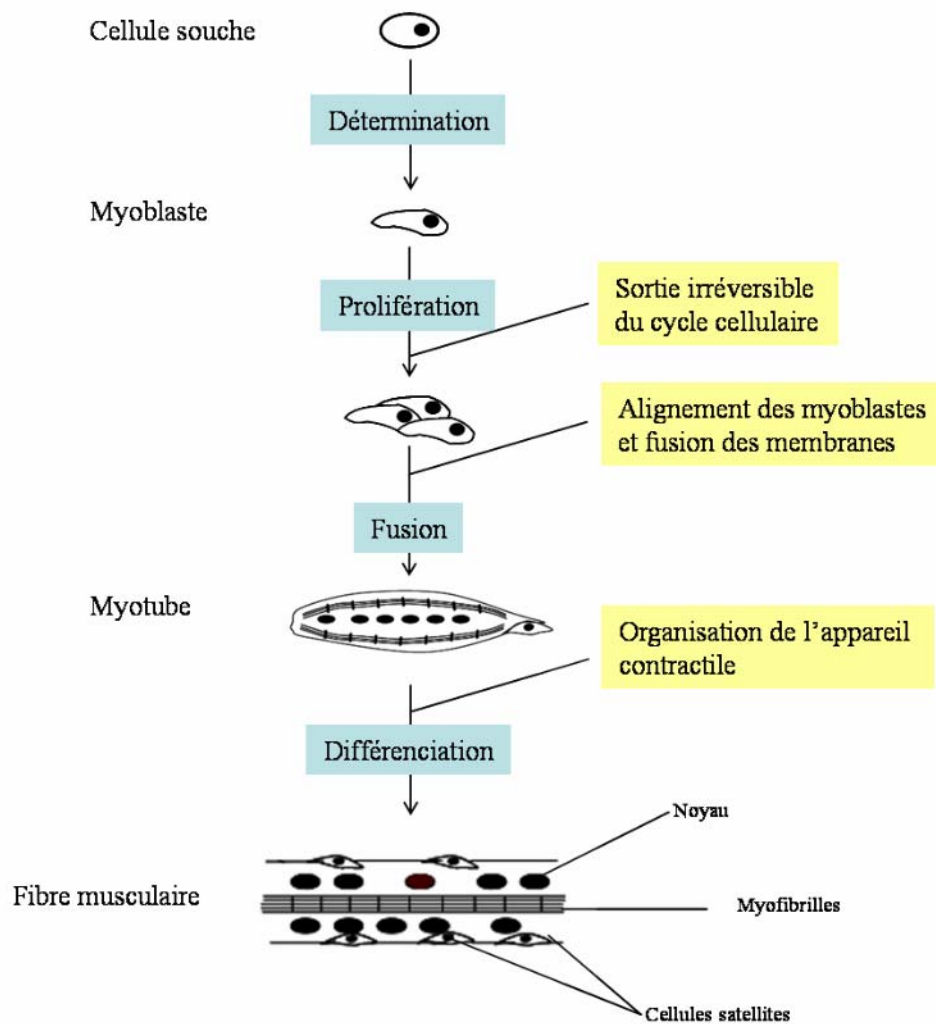 Cellule souche
Détermination
Myoblaste
Prolifération
Sortie irréversible
du cycle cellulaire
Alignement des myoblastes
et fusion des membranes
Fusion
Myotube
Organisation de l'appareil
contractile
Différenciation
Noyau
Fibre musculaire
Myofibrilles
Cellules satellites